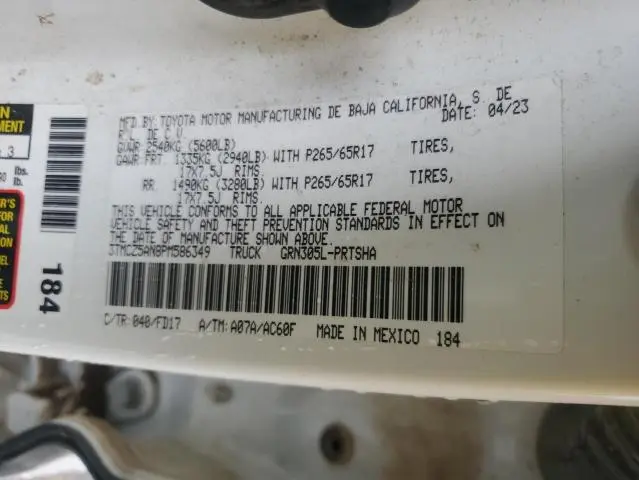 MFD BY: TOYOTA MOTOR MANUFACTURING DE BAJA CALIFORNIA, S. DE
R.L. DE C.V. DATE: 04/23
GVWR 2540KG (5600LB)
GAWR FRT 1335KG (2940LB) WITH P265/65R17 TIRES,
17X7.5J RIMS.
RR 1490KG (3280LB) WITH P265/65R17 TIRES,
17X7.5J RIMS.
THIS VEHICLE CONFORMS TO ALL APPLICABLE FEDERAL MOTOR
VEHICLE SAFETY AND THEFT PREVENTION STANDARDS IN EFFECT ON
THE DATE OF MANUFACTURE SHOWN ABOVE.
3TMCZ5AN8PM586349 TRUCK GRN305L-PRTSHA
C/TR: 040/FD17 A/TM: A07A/AC60F MADE IN MEXICO 184
3
lbs.
lb.
184